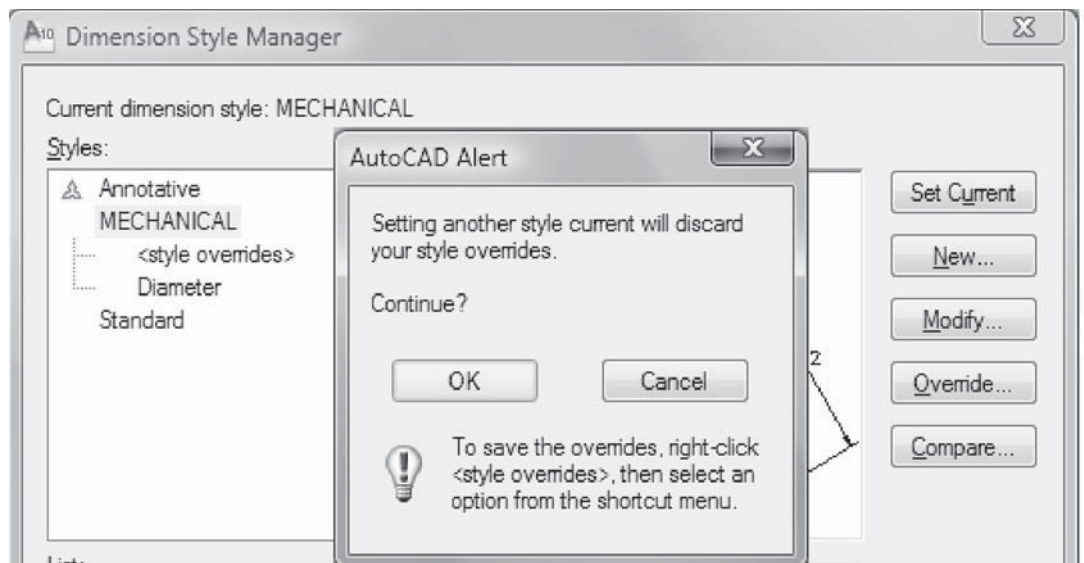 A10 Dimension Style Manager
Current dimension style: MECHANICAL
Styles:
Annotative
MECHANICAL
<style overrides>
Diameter
Standard
AutoCAD Alert
Setting another style current will discard
your style overrides.
Continue?
OK
Cancel
To save the overrides, right-click
<style overrides>, then select an
option from the shortcut menu.
2
Set Current
New...
Modify...
Override...
Compare...